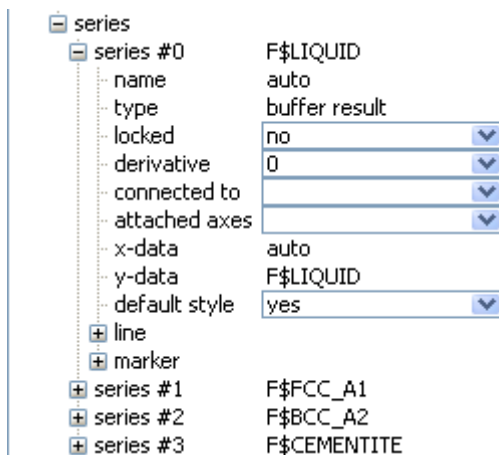 series
series #0 F$LIQUID
name auto
type buffer result
locked no
derivative 0
connected to
attached axes
x-data auto
y-data F$LIQUID
default style yes
line
marker
series #1 F$FCC_A1
series #2 F$BCC_A2
series #3 F$CEMENTITE